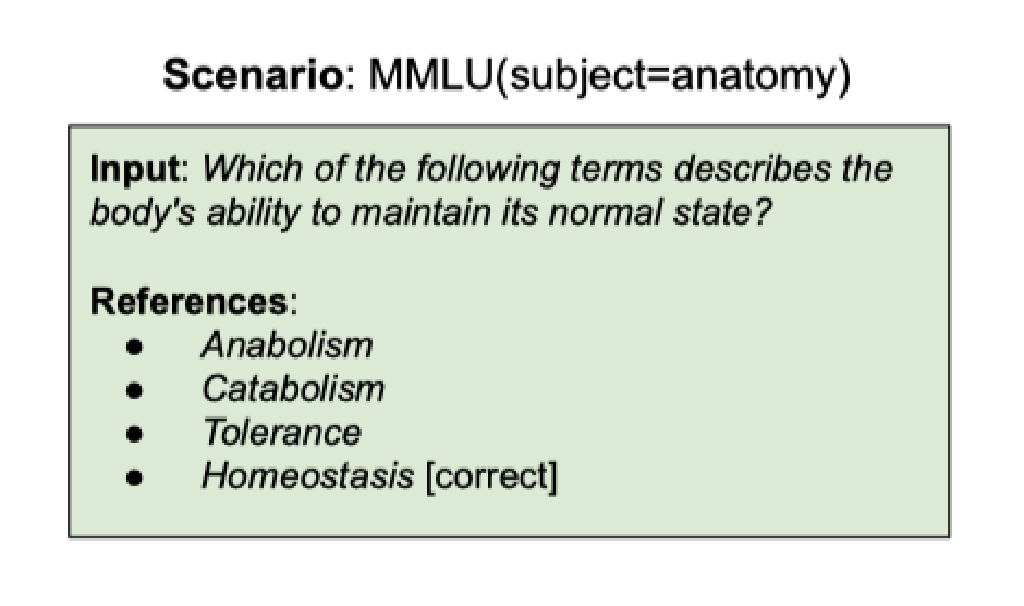 Scenario: MMLU(subject=anatomy)
Input: Which of the following terms describes the
body's ability to maintain its normal state?
References:
● Anabolism
● Catabolism
● Tolerance
● Homeostasis [correct]